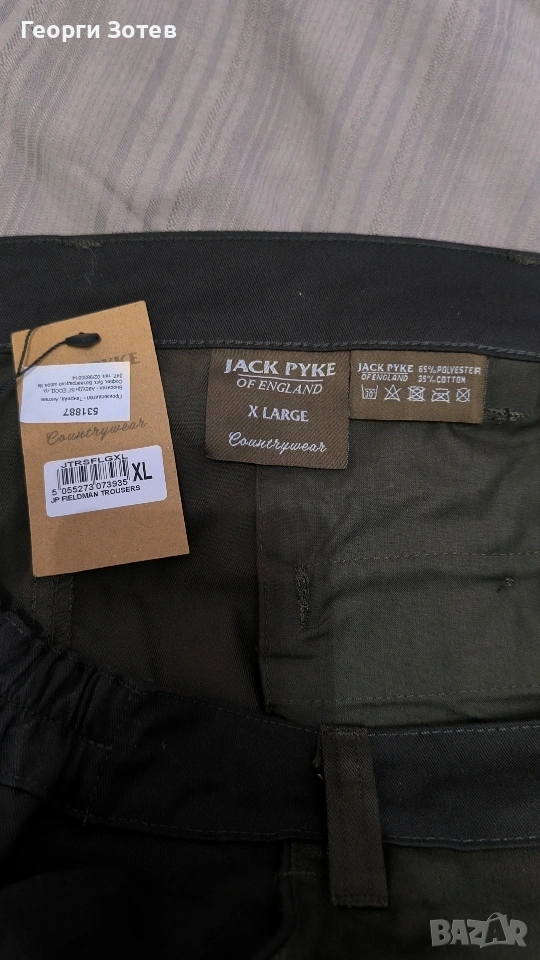 Георги Зотев
531887
Countrywear
JTRSFLGXL
XL
5 055273 073935
JP FIELDMAN TROUSERS
JACK PYKE
OF ENGLAND
X LARGE
Countrywear
JACK PYKE 65% POLYESTER
OF ENGLAND 35% COTTON
30°
BAZAR